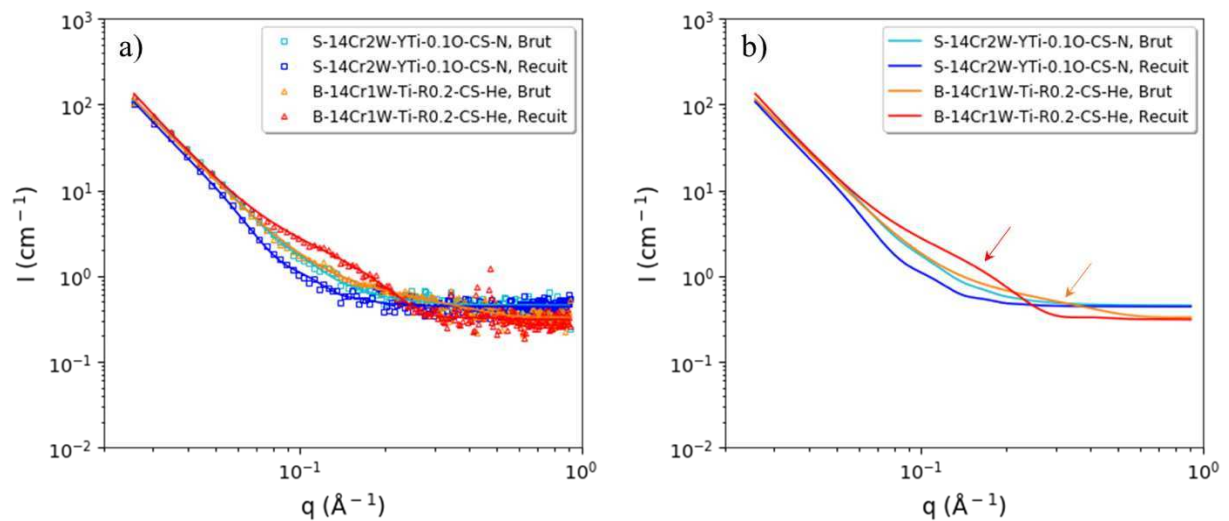 a)
S-14Cr2W-YTi-0.1O-CS-N, Brut
S-14Cr2W-YTi-0.1O-CS-N, Recuit
B-14Cr1W-Ti-R0.2-CS-He, Brut
B-14Cr1W-Ti-R0.2-CS-He, Recuit
10³
10²
10¹
10⁰
10⁻¹
10⁻²
I (cm⁻¹)
10⁻¹
10⁰
q (Å⁻¹)
b)
S-14Cr2W-YTi-0.1O-CS-N, Brut
S-14Cr2W-YTi-0.1O-CS-N, Recuit
B-14Cr1W-Ti-R0.2-CS-He, Brut
B-14Cr1W-Ti-R0.2-CS-He, Recuit
10³
10²
10¹
10⁰
10⁻¹
10⁻²
I (cm⁻¹)
10⁻¹
10⁰
q (Å⁻¹)